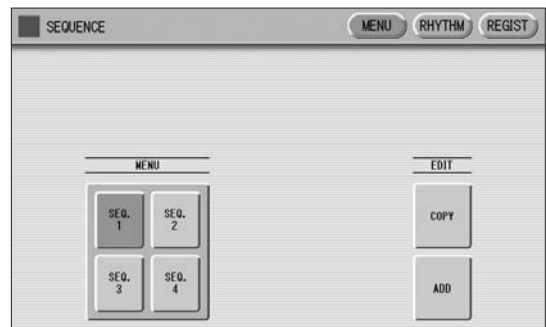 SEQUENCE MENU RHYTHM REGIST
MENU EDIT
SEQ. SEQ. COPY
1 2
SEQ. SEQ. ADD
3 4